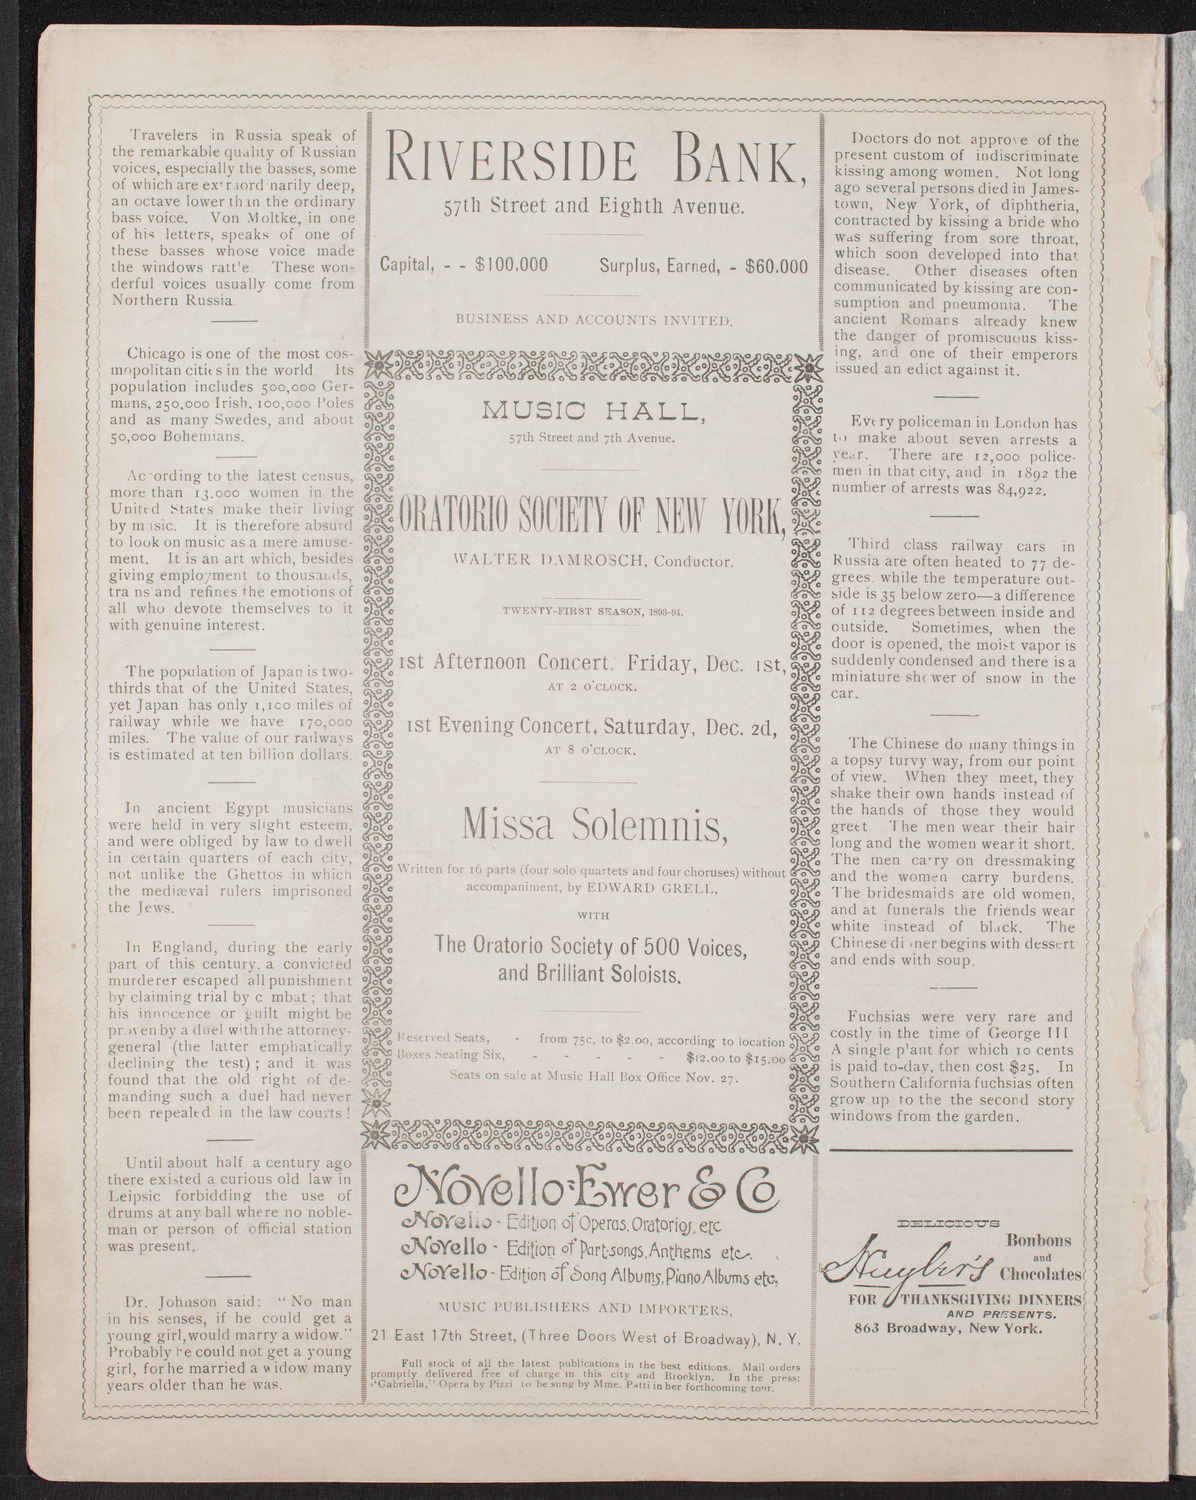 Travelers in Russia speak of
the remarkable quality of Russian
voices, especially the basses, some
of which are ex'r aord narily deep,
an octave lower than the ordinary
bass voice. Von Moltke, in one
of his letters, speaks of one of
these basses whose voice made
the windows ratt'e These won-
derful voices usually come from
Northern Russia.
Chicago is one of the most cos-
mopolitan cities in the world Its
population includes 500,000 Ger-
mans, 250,000 Irish, 100,000 Poles
and as many Swedes, and about
50,000 Bohemians.
According to the latest census,
more than 13,000 women in the
United States make their living
by music. It is therefore absurd
to look on music as a mere amuse-
ment. It is an art which, besides
giving employment to thousands,
tra ns and refines the emotions of
all who devote themselves to it
with genuine interest.
The population of Japan is two-
thirds that of the United States,
yet Japan has only 1,100 miles of
railway while we have 170,000
miles. The value of our railways
is estimated at ten billion dollars.
In ancient Egypt musicians
were held in very slight esteem,
and were obliged by law to dwell
in certain quarters of each city,
not unlike the Ghettos in which
the mediæval rulers imprisoned
the Jews.
In England, during the early
part of this century, a convicted
murderer escaped all punishment
by claiming trial by c mbat ; that
his innocence or guilt might be
proven by a duel with the attorney-
general (the latter emphatically
declining the test) ; and it was
found that the old right of de-
manding such a duel had never
been repealed in the law courts !
Until about half a century ago
there existed a curious old law in
Leipsic forbidding the use of
drums at any ball where no noble-
man or person of official station
was present.
Dr. Johnson said: "No man
in his senses, if he could get a
young girl, would marry a widow."
Probably he could not get a young
girl, for he married a widow many
years older than he was.
RIVERSIDE BANK,
57th Street and Eighth Avenue.
Capital, - - $100.000 Surplus, Earned, - $60.000
BUSINESS AND ACCOUNTS INVITED.
MUSIC HALL,
57th Street and 7th Avenue.
ORATORIO SOCIETY OF NEW YORK,
WALTER DAMROSCH, Conductor.
TWENTY-FIRST SEASON, 1893-94.
1st Afternoon Concert. Friday, Dec. 1st,
AT 2 O'CLOCK.
1st Evening Concert, Saturday, Dec. 2d,
AT 8 O'CLOCK.
Missa Solemnis,
Written for 16 parts (four solo quartets and four choruses) without
accompaniment, by EDWARD GRELL,
WITH
The Oratorio Society of 500 Voices,
and Brilliant Soloists.
Reserved Seats, - from 75c. to $2.00, according to location
Boxes Seating Six, - - - - - $12.00 to $15.00
Seats on sale at Music Hall Box Office Nov. 27.
Novello=Ewer & Co
Novello - Edition of Operas, Oratorios, etc
Novello - Edition of Part-songs, Anthems etc.
Novello - Edition of Song Albums, Piano Albums etc,
MUSIC PUBLISHERS AND IMPORTERS,
21 East 17th Street, (Three Doors West of Broadway), N. Y.
Full stock of all the latest publications in the best editions. Mail orders
promptly delivered free of charge in this city and Brooklyn. In the press:
"Gabriella," Opera by Pizzi to be sung by Mme. Patti in her forthcoming tour.
Doctors do not approve of the
present custom of indiscriminate
kissing among women. Not long
ago several persons died in James-
town, New York, of diphtheria,
contracted by kissing a bride who
was suffering from sore throat,
which soon developed into that
disease. Other diseases often
communicated by kissing are con-
sumption and pneumonia. The
ancient Romans already knew
the danger of promiscuous kiss-
ing, and one of their emperors
issued an edict against it.
Every policeman in London has
to make about seven arrests a
year. There are 12,000 police-
men in that city, and in 1892 the
number of arrests was 84,922.
Third class railway cars in
Russia are often heated to 77 de-
grees, while the temperature out-
side is 35 below zero—a difference
of 112 degrees between inside and
outside. Sometimes, when the
door is opened, the moist vapor is
suddenly condensed and there is a
miniature shower of snow in the
car.
The Chinese do many things in
a topsy turvy way, from our point
of view. When they meet, they
shake their own hands instead of
the hands of those they would
greet The men wear their hair
long and the women wear it short.
The men carry on dressmaking
and the women carry burdens.
The bridesmaids are old women,
and at funerals the friends wear
white instead of black. The
Chinese di ner begins with dessert
and ends with soup.
Fuchsias were very rare and
costly in the time of George III
A single plant for which 10 cents
is paid to-day, then cost $25. In
Southern California fuchsias often
grow up to the the second story
windows from the garden.
DELICIOUS
Huyler's Bonbons
and
Chocolates
FOR THANKSGIVING DINNERS
AND PRESENTS.
863 Broadway, New York.